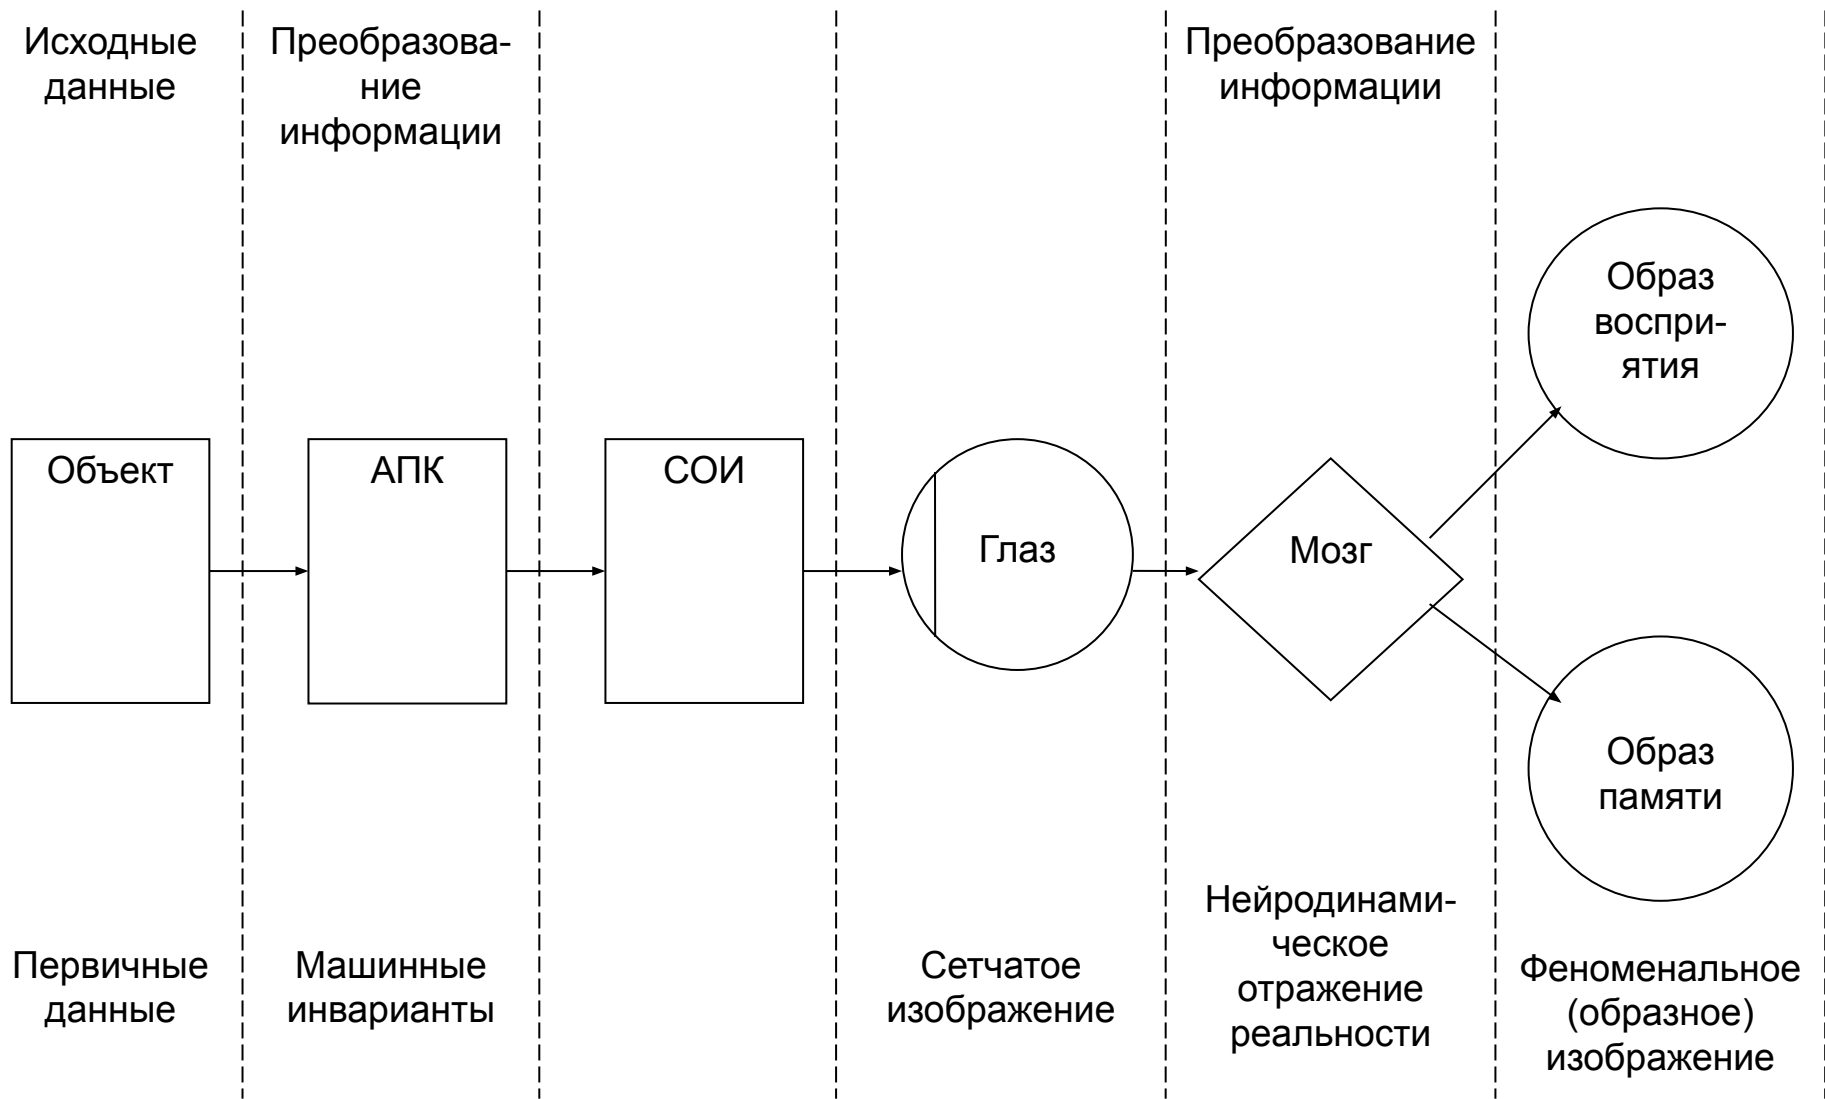 Исходные
данные
Преобразова-
ние
информации
Преобразование
информации
Объект
АПК
СОИ
Глаз
Мозг
Образ
воспри-
ятия
Образ
памяти
Первичные
данные
Машинные
инварианты
Сетчатое
изображение
Нейродинами-
ческое
отражение
реальности
Феноменальное
(образное)
изображение